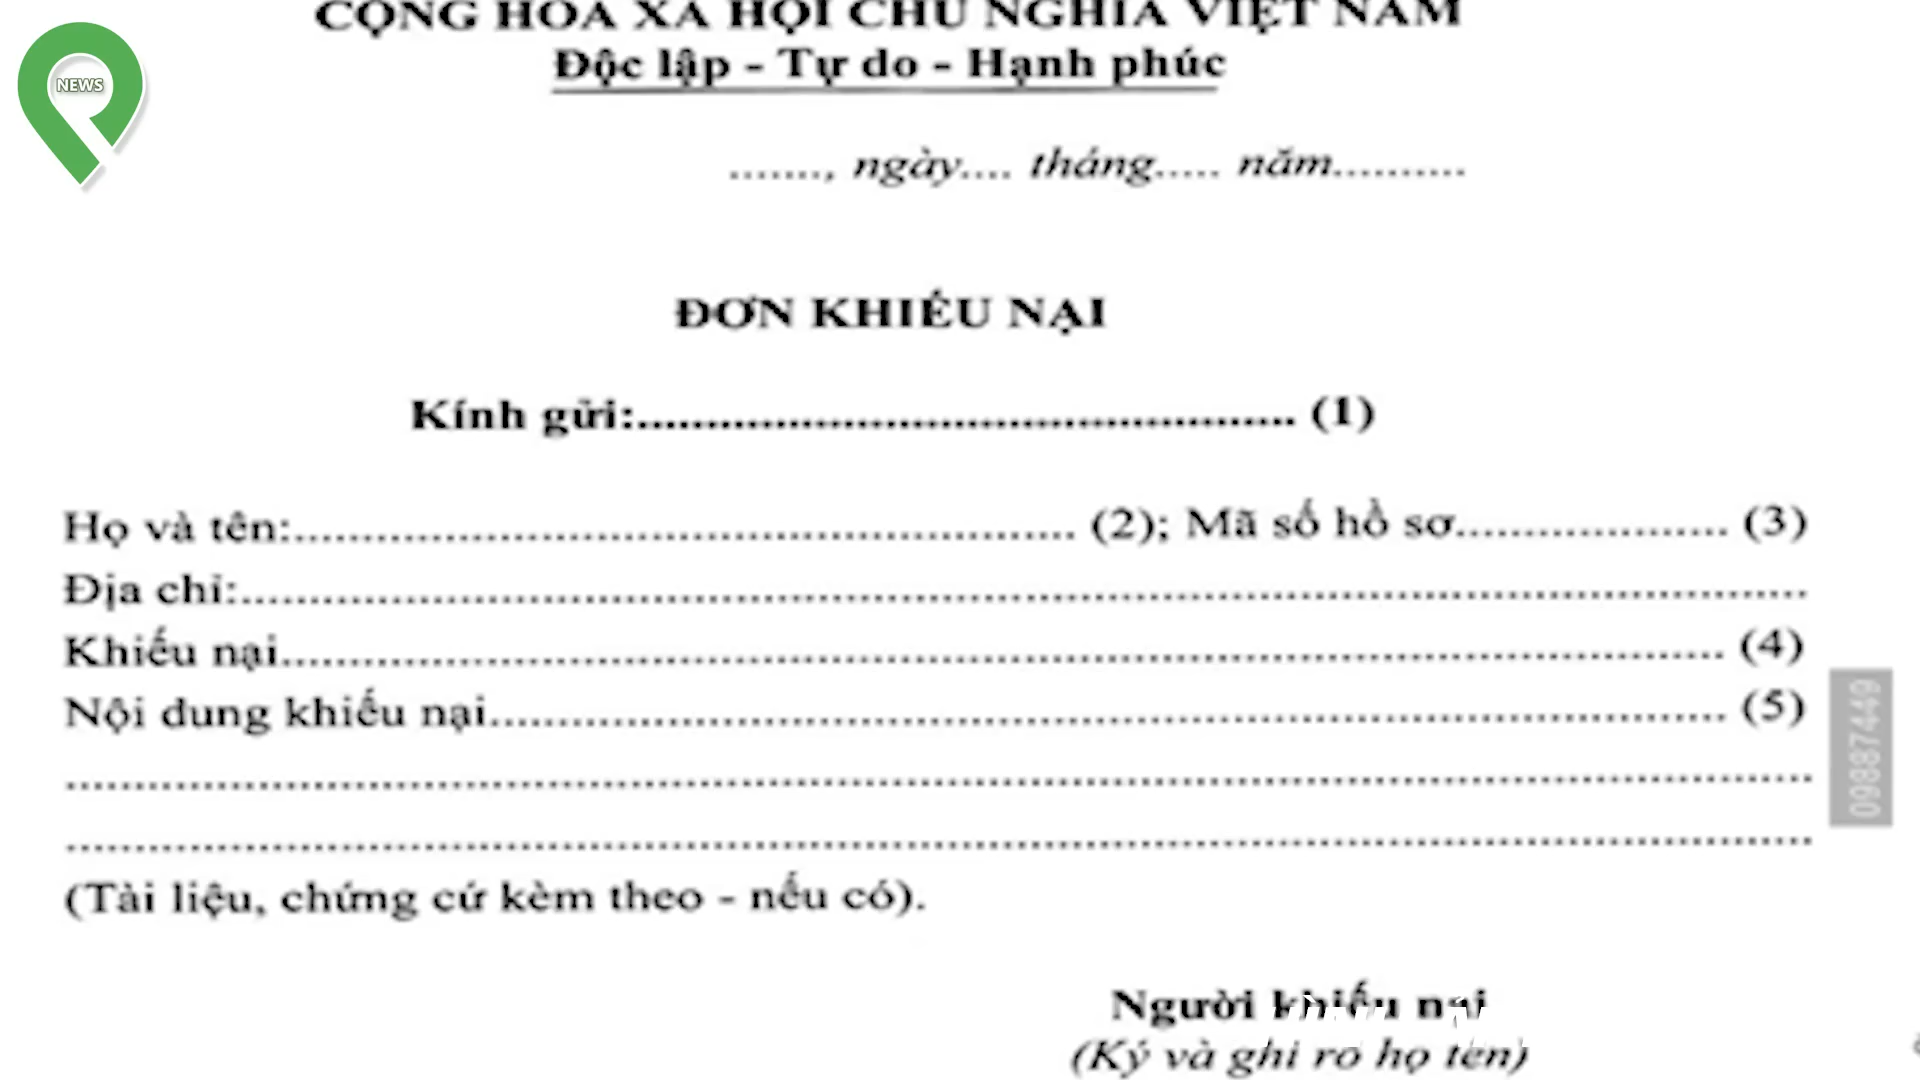 CỘNG HÒA XÃ HỘI CHỦ NGHĨA VIỆT NAM
Độc lập - Tự do - Hạnh phúc
NEWS
......., ngày.... tháng..... năm..........
ĐƠN KHIẾU NẠI
Kính gửi:................................................. (1)
Họ và tên:.......................................................... (2); Mã số hồ sơ.................... (3)
Địa chỉ:....................................................................................................................
Khiếu nại........................................................................................................... (4)
Nội dung khiếu nại........................................................................................... (5)
.................................................................................................................................
.................................................................................................................................
(Tài liệu, chứng cứ kèm theo - nếu có).
09887449
Người khiếu nại
(Ký và ghi rõ họ tên)